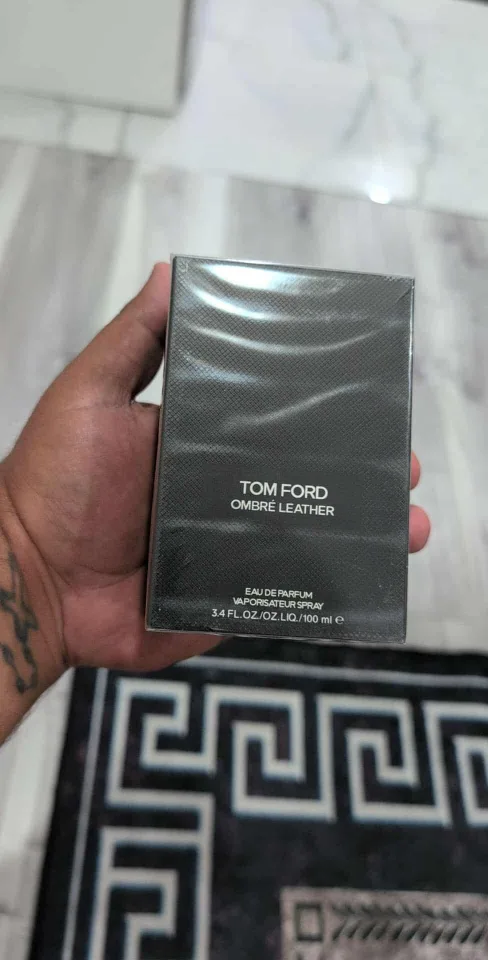 TOM FORD
OMBRÉ LEATHER
EAU DE PARFUM
VAPORISATEUR SPRAY
3.4 FL.OZ./OZ.LIQ./100 ml ℮